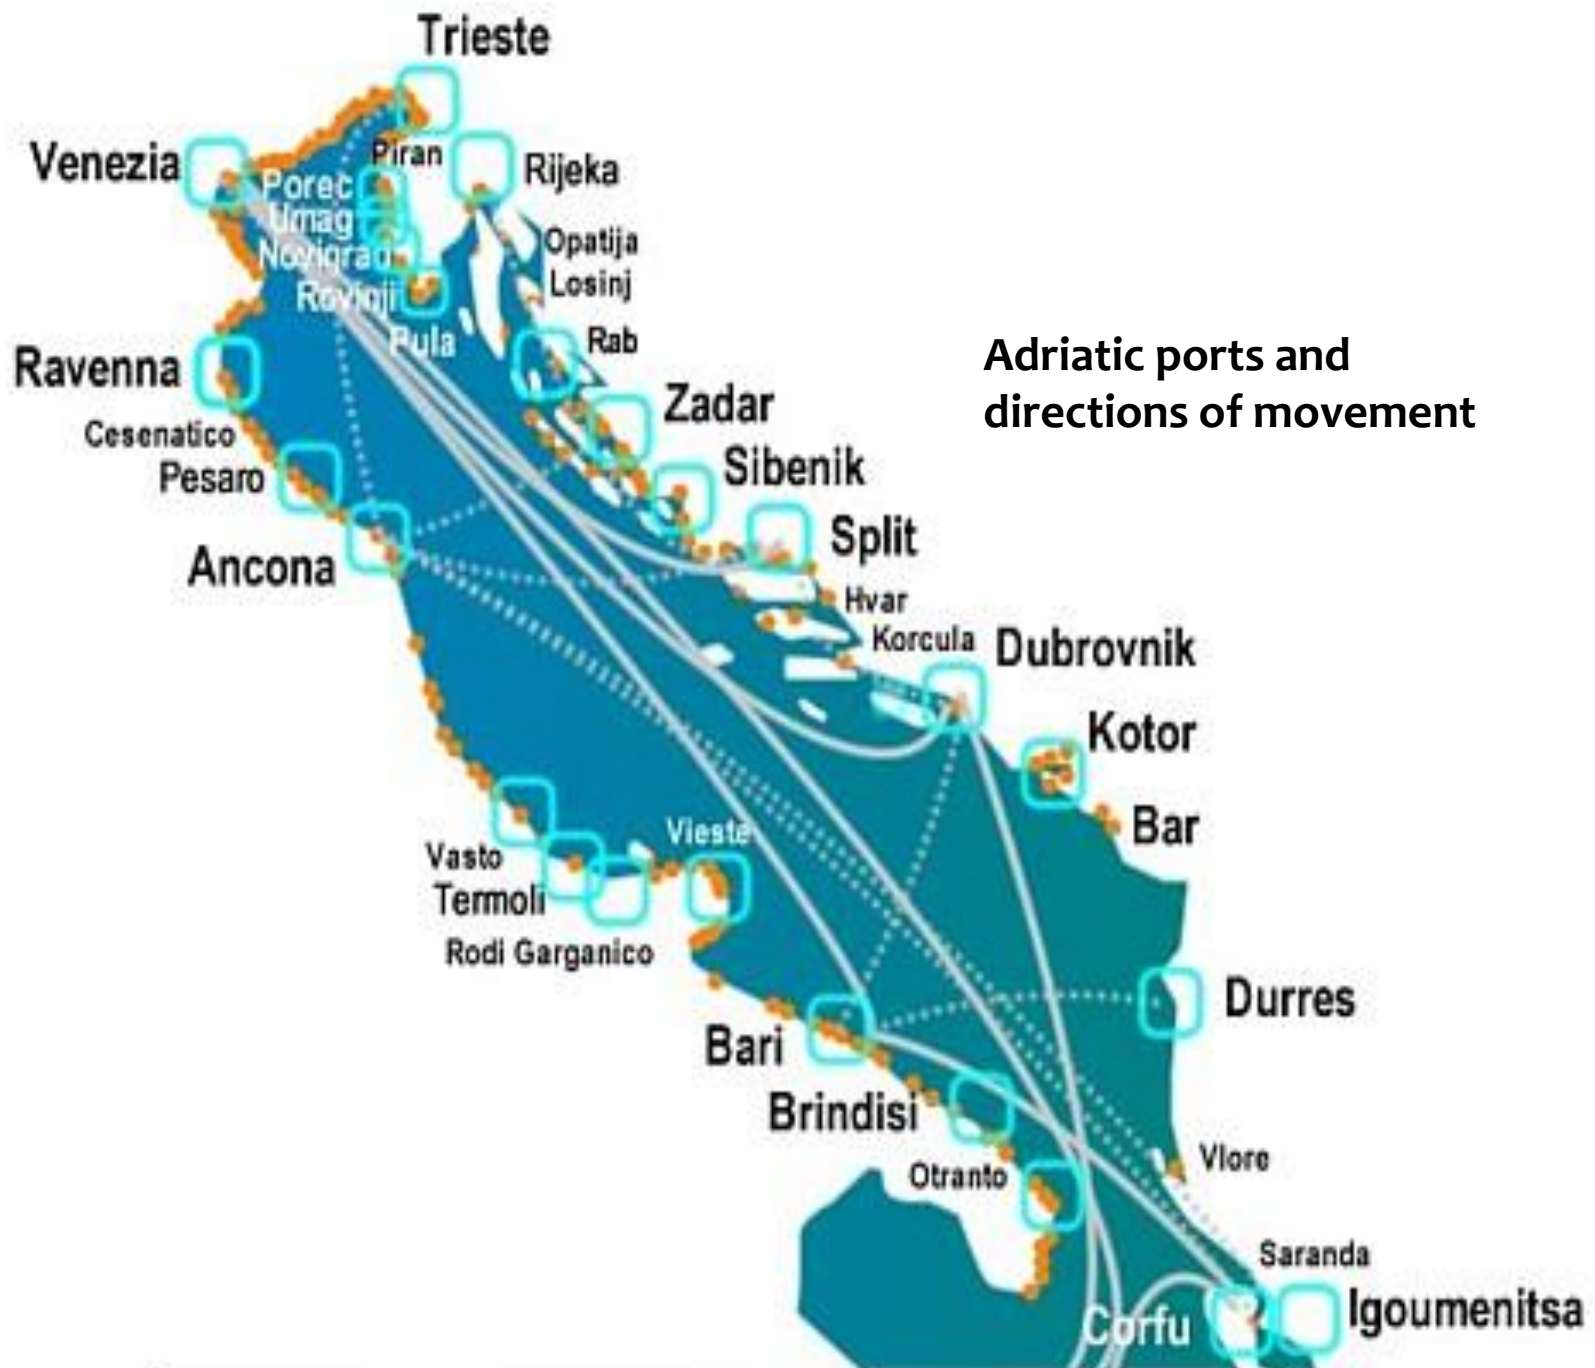 Trieste
Venezia
Piran
Rijeka
Porec
Umag
Novigrad
Opatija
Losinj
Rovinji
Pula
Rab
Ravenna
Adriatic ports and
directions of movement
Zadar
Cesenatico
Pesaro
Sibenik
Split
Ancona
Hvar
Korcula
Dubrovnik
Kotor
Bar
Vieste
Vasto
Termoli
Rodi Garganico
Durres
Bari
Brindisi
Otranto
Vlore
Saranda
Igoumenitsa
Corfu